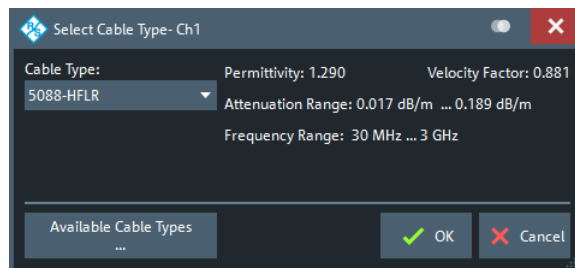 Select Cable Type- Ch1
Cable Type:
5088-HFLR
Permittivity: 1.290 Velocity Factor: 0.881
Attenuation Range: 0.017 dB/m ... 0.189 dB/m
Frequency Range: 30 MHz ... 3 GHz
Available Cable Types
...
OK
Cancel